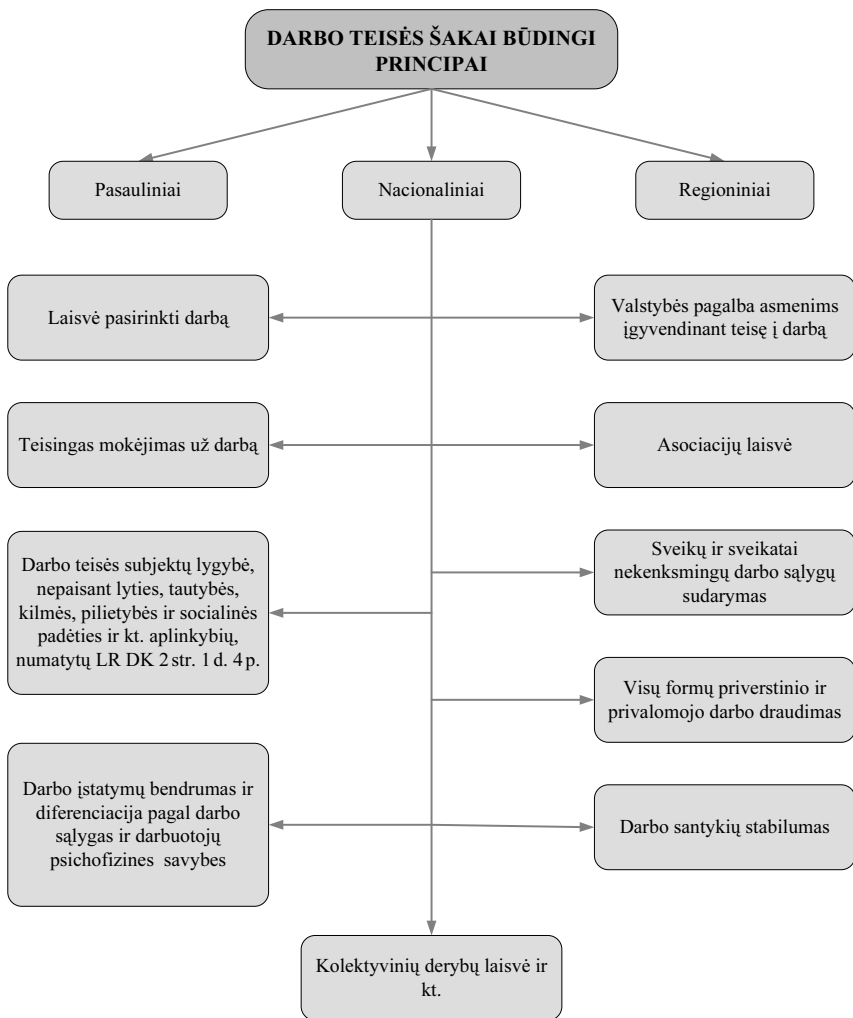 DARBO TEISĖS ŠAKAI BŪDINGI
PRINCIPAI
Pasauliniai
Nacionaliniai
Regioniniai
Laisvė pasirinkti darbą
Valstybės pagalba asmenims
įgyvendinant teisę į darbą
Teisingas mokėjimas už darbą
Asociacijų laisvė
Darbo teisės subjektų lygybė,
nepaisant lyties, tautybės,
kilmės, pilietybės ir socialinės
padėties ir kt. aplinkybių,
numatytų LR DK 2 str. 1 d. 4 p.
Sveikų ir sveikatai
nekenksmingų darbo sąlygų
sudarymas
Visų formų priverstinio ir
privalomojo darbo draudimas
Darbo įstatymų bendrumas ir
diferenciacija pagal darbo
sąlygas ir darbuotojų
psichofizines savybes
Darbo santykių stabilumas
Kolektyvinių derybų laisvė ir
kt.